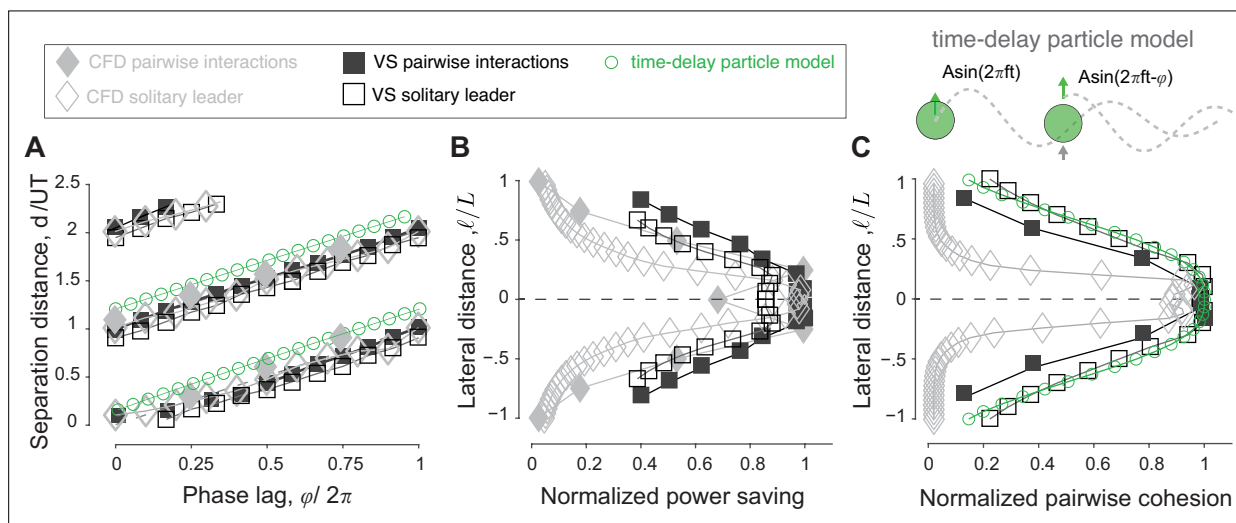 CFD pairwise interactions
VS pairwise interactions
time-delay particle model
CFD solitary leader
VS solitary leader
time-delay particle model
Asin(2πft)
Asin(2πft-φ)
A
B
C
Separation distance, d /UT
2.5
2
1.5
1
0.5
0
0
0.25
0.5
0.75
1
Phase lag, φ/ 2π
Lateral distance ,ℓ/L
1
.5
0
−.5
−1
0
0.2
0.4
0.6
0.8
1
Normalized power saving
Lateral distance ,ℓ/L
1
.5
0
−.5
−1
0
0.2
0.4
0.6
0.8
1
Normalized pairwise cohesion